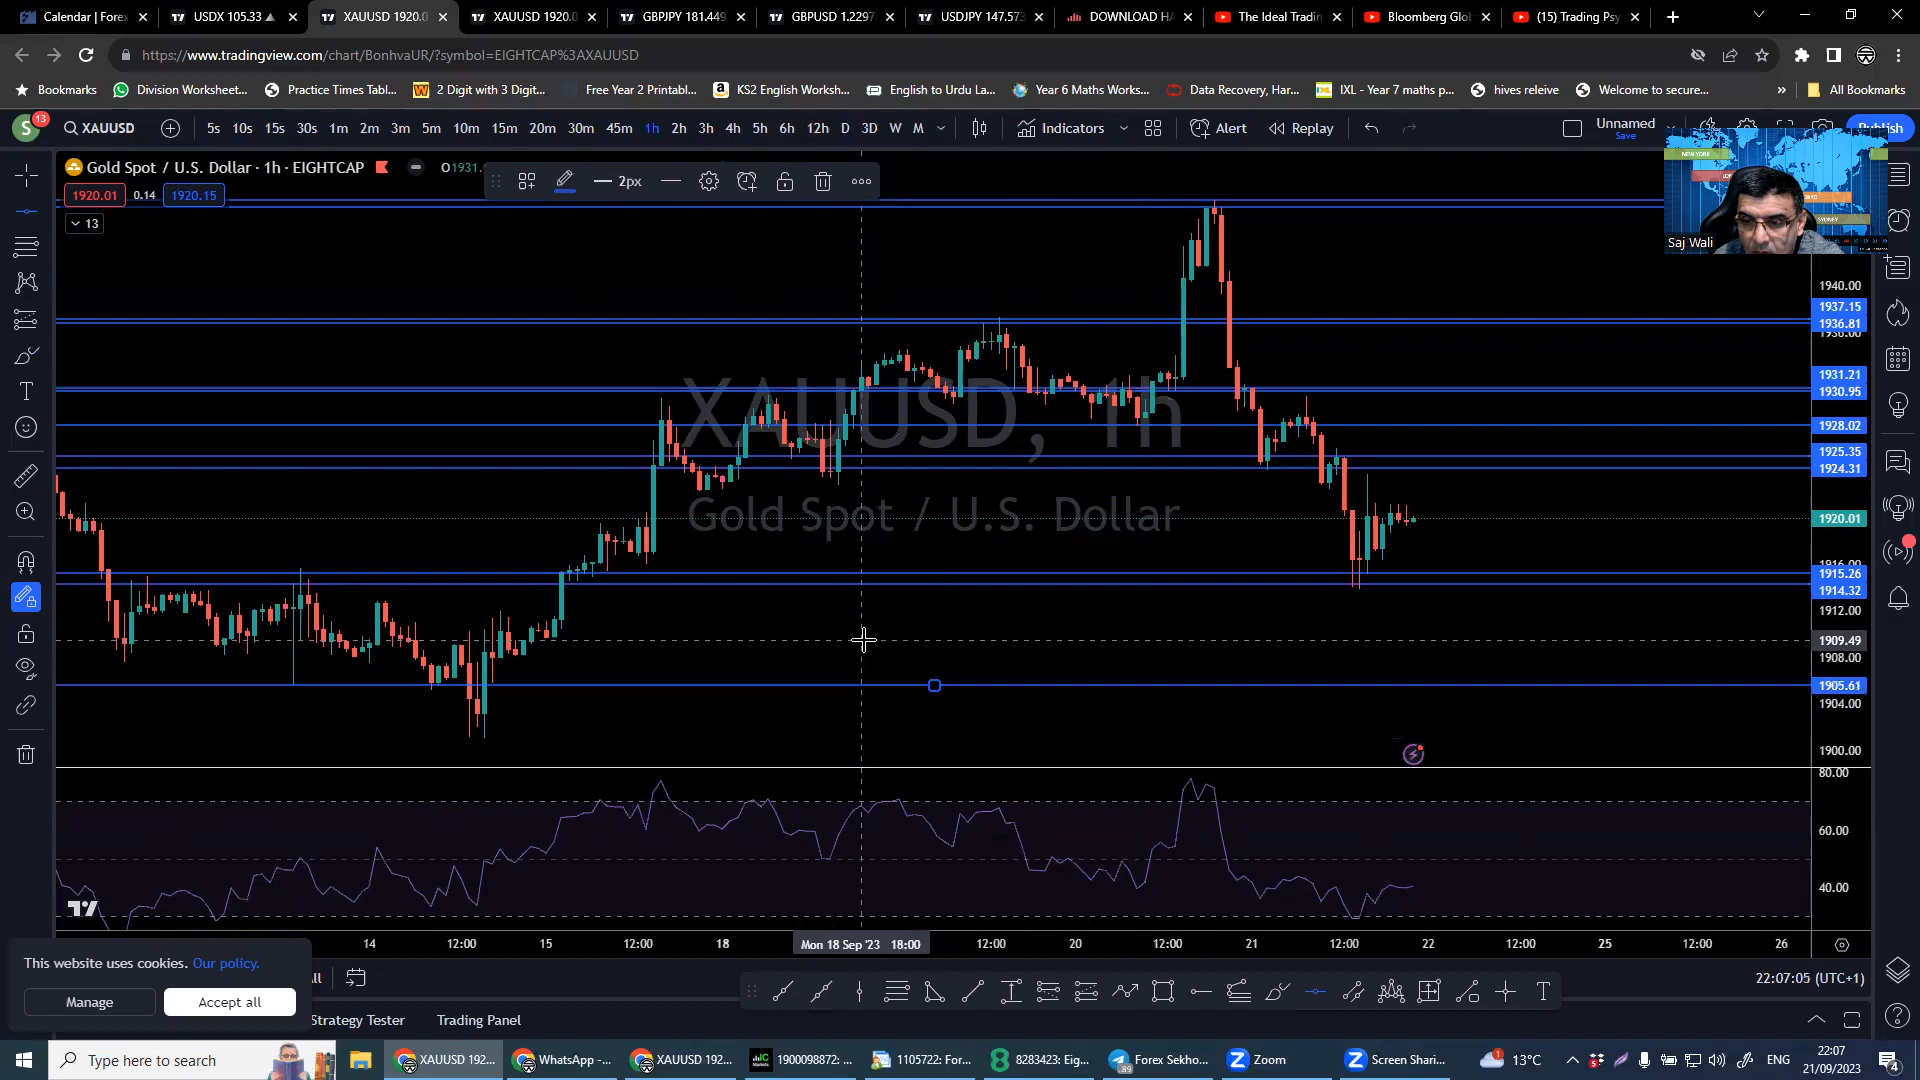 Calendar | Forex
USDX 105.33
XAUUSD 1920.0
XAUUSD 1920.0
GBPJPY 181.449
GBPUSD 1.2297
USDJPY 147.573
DOWNLOAD HA
The Ideal Tradin
Bloomberg Glo
(15) Trading Psy
https://www.tradingview.com/chart/BonhvaUR/?symbol=EIGHTCAP%3AXAUUSD
Bookmarks
Division Worksheet...
Practice Times Tabl...
2 Digit with 3 Digit...
Free Year 2 Printabl...
KS2 English Worksh...
English to Urdu La...
Year 6 Maths Works...
Data Recovery, Har...
IXL - Year 7 maths p...
hives releive
Welcome to secure...
All Bookmarks
S
13
XAUUSD
5s 10s 15s 30s 1m 2m 3m 5m 10m 15m 20m 30m 45m 1h 2h 3h 4h 5h 6h 12h D 3D W M
Indicators
Alert
Replay
Unnamed
Save
Publish
Gold Spot / U.S. Dollar · 1h · EIGHTCAP
O1931.
2px
1920.01 0.14 1920.15
13
NEW YORK
SYDNEY
Saj Wali
XAUUSD, 1h
Gold Spot / U.S. Dollar
1940.00
1937.15
1936.81
1931.21
1930.95
1928.02
1925.35
1924.31
1920.01
1915.26
1914.32
1912.00
1909.49
1908.00
1905.61
1904.00
1900.00
80.00
60.00
40.00
14 12:00 15 12:00 18 Mon 18 Sep '23 18:00 12:00 20 12:00 21 12:00 22 12:00 25 12:00 26
This website uses cookies. Our policy.
Manage
Accept all
22:07:05 (UTC+1)
Strategy Tester
Trading Panel
Type here to search
XAUUSD 192...
WhatsApp -...
XAUUSD 192...
1900098872: ...
1105722: For...
8283423: Eig...
Forex Sekho...
Zoom
Screen Shari...
13°C
ENG
22:07
21/09/2023
4